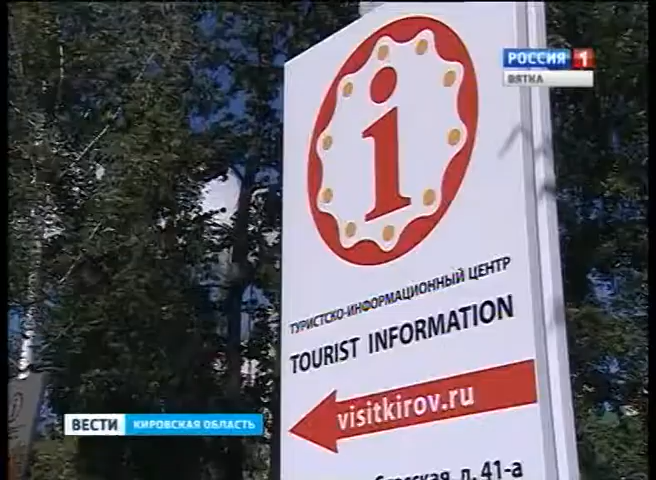 РОССИЯ 1
ВЯТКА
i
ТУРИСТСКО-ИНФОРМАЦИОННЫЙ ЦЕНТР
TOURIST INFORMATION
visitkirov.ru
д. 41-а
ВЕСТИ КИРОВСКАЯ ОБЛАСТЬ